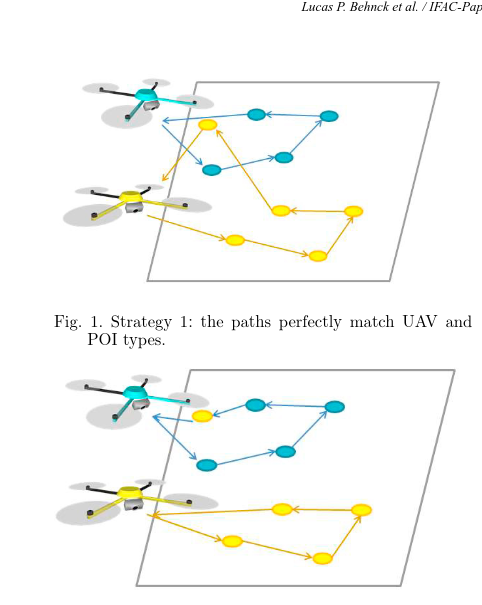 Lucas P. Behnck et al. / IFAC-Pap
Fig. 1. Strategy 1: the paths perfectly match UAV and
POI types.